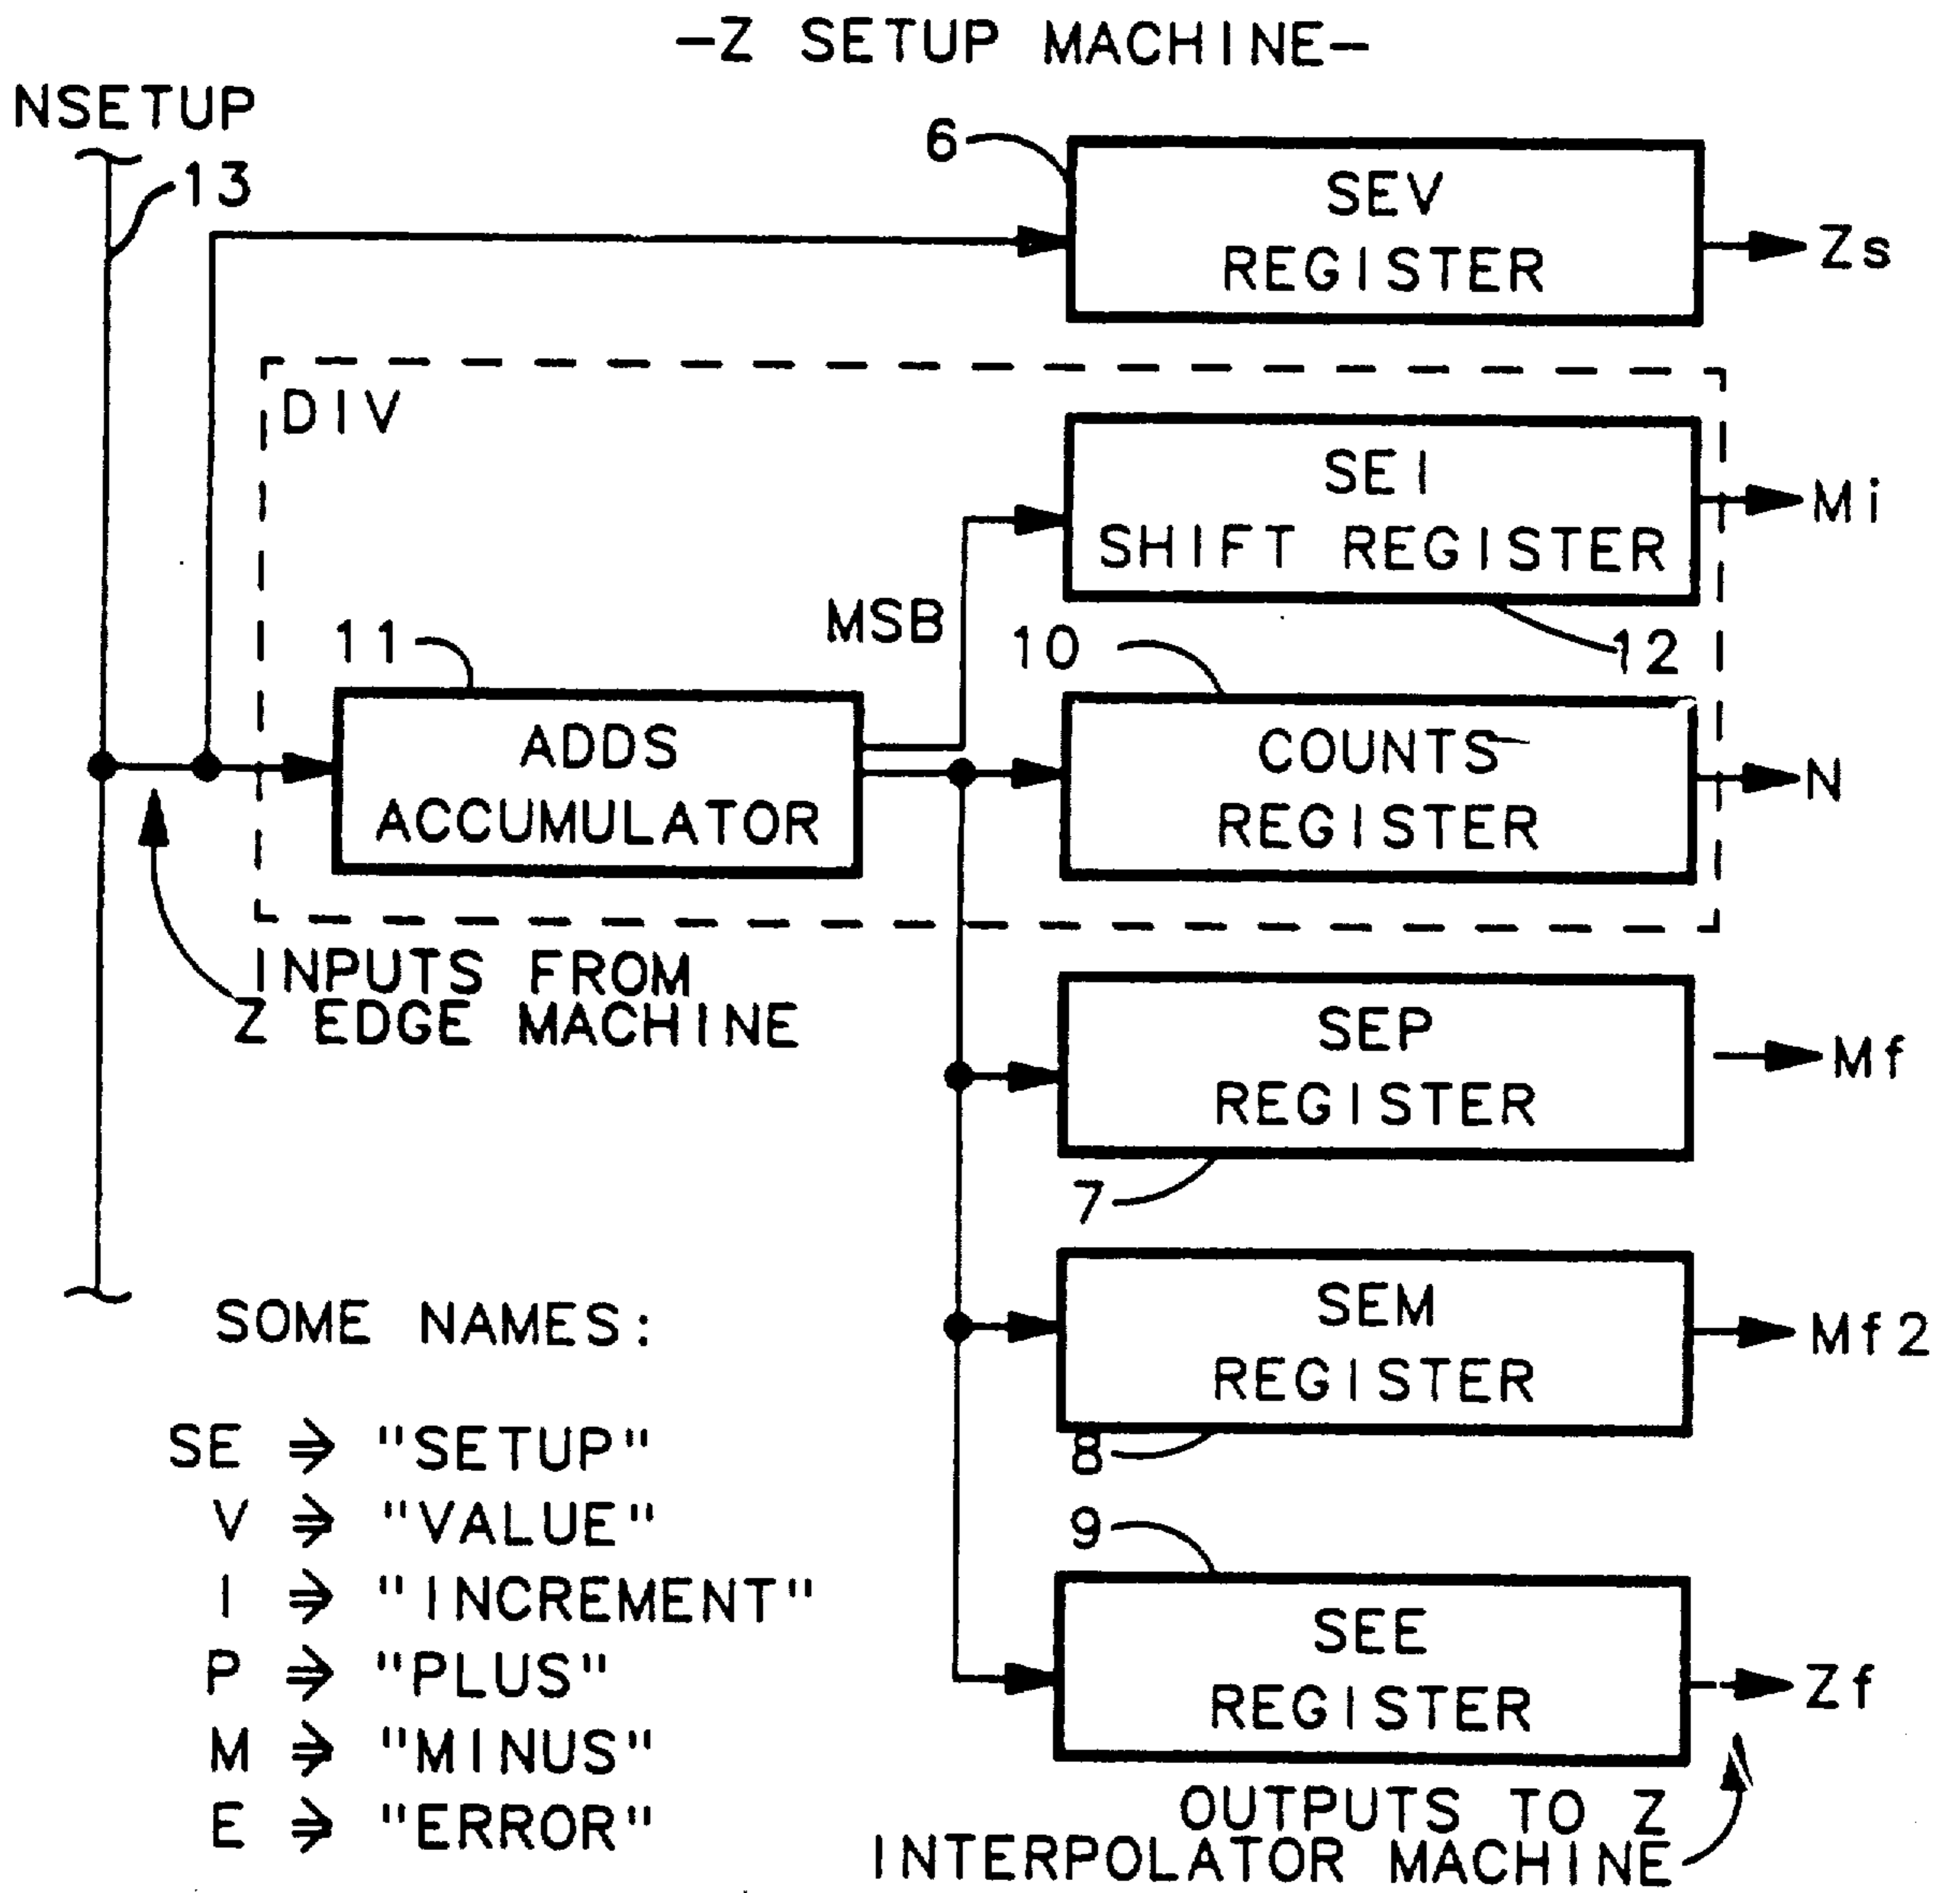 -Z SETUP MACHINE-
NSETUP
13
6
SEV
REGISTER
Zs
DIV
SEI
SHIFT REGISTER
Mi
MSB
12
11
10
ADDS
ACCUMULATOR
COUNTS
REGISTER
N
INPUTS FROM
Z EDGE MACHINE
SEP
REGISTER
Mf
7
SEM
REGISTER
Mf2
8
SOME NAMES:
SE ⇒ "SETUP"
V ⇒ "VALUE"
I ⇒ "INCREMENT"
P ⇒ "PLUS"
M ⇒ "MINUS"
E ⇒ "ERROR"
9
SEE
REGISTER
Zf
OUTPUTS TO Z
INTERPOLATOR MACHINE